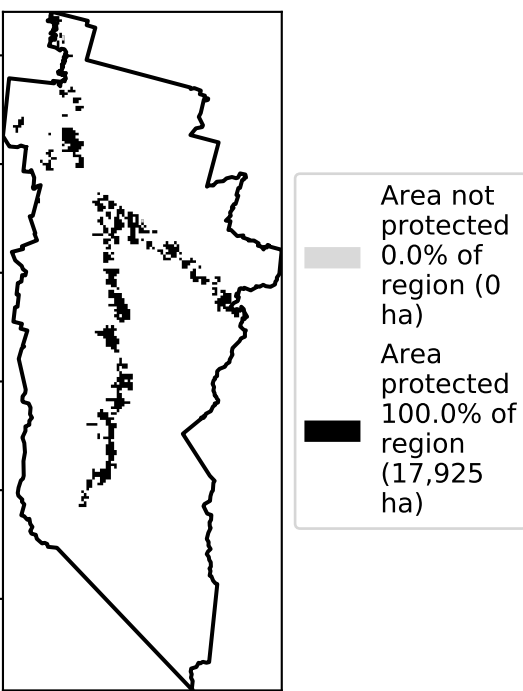 Area not
protected
0.0% of
region (0
ha)
Area
protected
100.0% of
region
(17,925
ha)